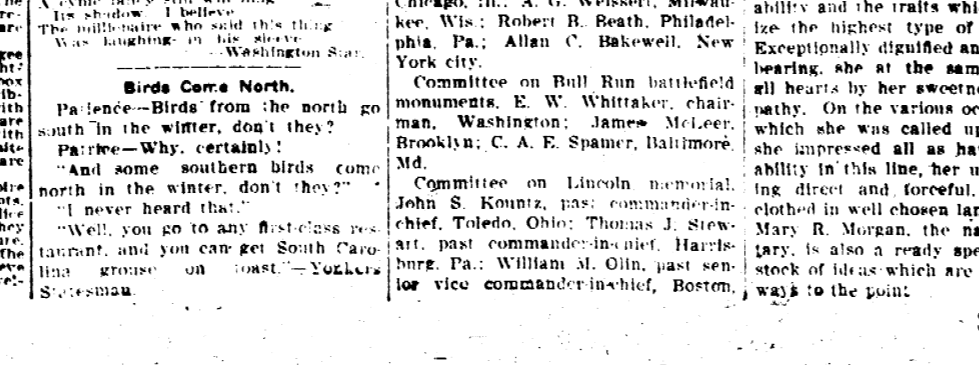 Its shadow, I believe
The millionaire who said this thing
Was laughing in his sleeve
—Washington Star.
Birds Come North.
Patience—Birds from the north go
south in the winter, don't they?
Patrice—Why, certainly!
"And some southern birds come
north in the winter, don't they?"
"I never heard that."
"Well, you go to any first-class res-
taurant, and you can get South Caro-
lina grouse on toast."—Yonkers
Statesman.
Chicago, Ill.; A. G. Weissert, Milwau-
kee, Wis.; Robert B. Beath, Philadel-
phia, Pa.; Allan C. Bakewell, New
York city.
Committee on Bull Run battlefield
monuments, E. W. Whittaker, chair-
man, Washington; James McLeer,
Brooklyn; C. A. E. Spamer, Baltimore,
Md.
Committee on Lincoln memorial,
John S. Kountz, past commander-in-
chief, Toledo, Ohio; Thomas J. Stew-
art, past commander-in-chief, Harris-
burg, Pa.; William M. Olin, past sen-
ior vice commander-in-chief, Boston,
ability and the traits whi
ize the highest type of
Exceptionally dignified an
bearing, she at the sam
all hearts by her sweetn
pathy. On the various oc
which she was called up
she impressed all as ha
ability in this line, her u
ing direct and forceful,
clothed in well chosen lan
Mary R. Morgan, the na
tary, is also a ready spe
stock of ideas which are
ways to the point